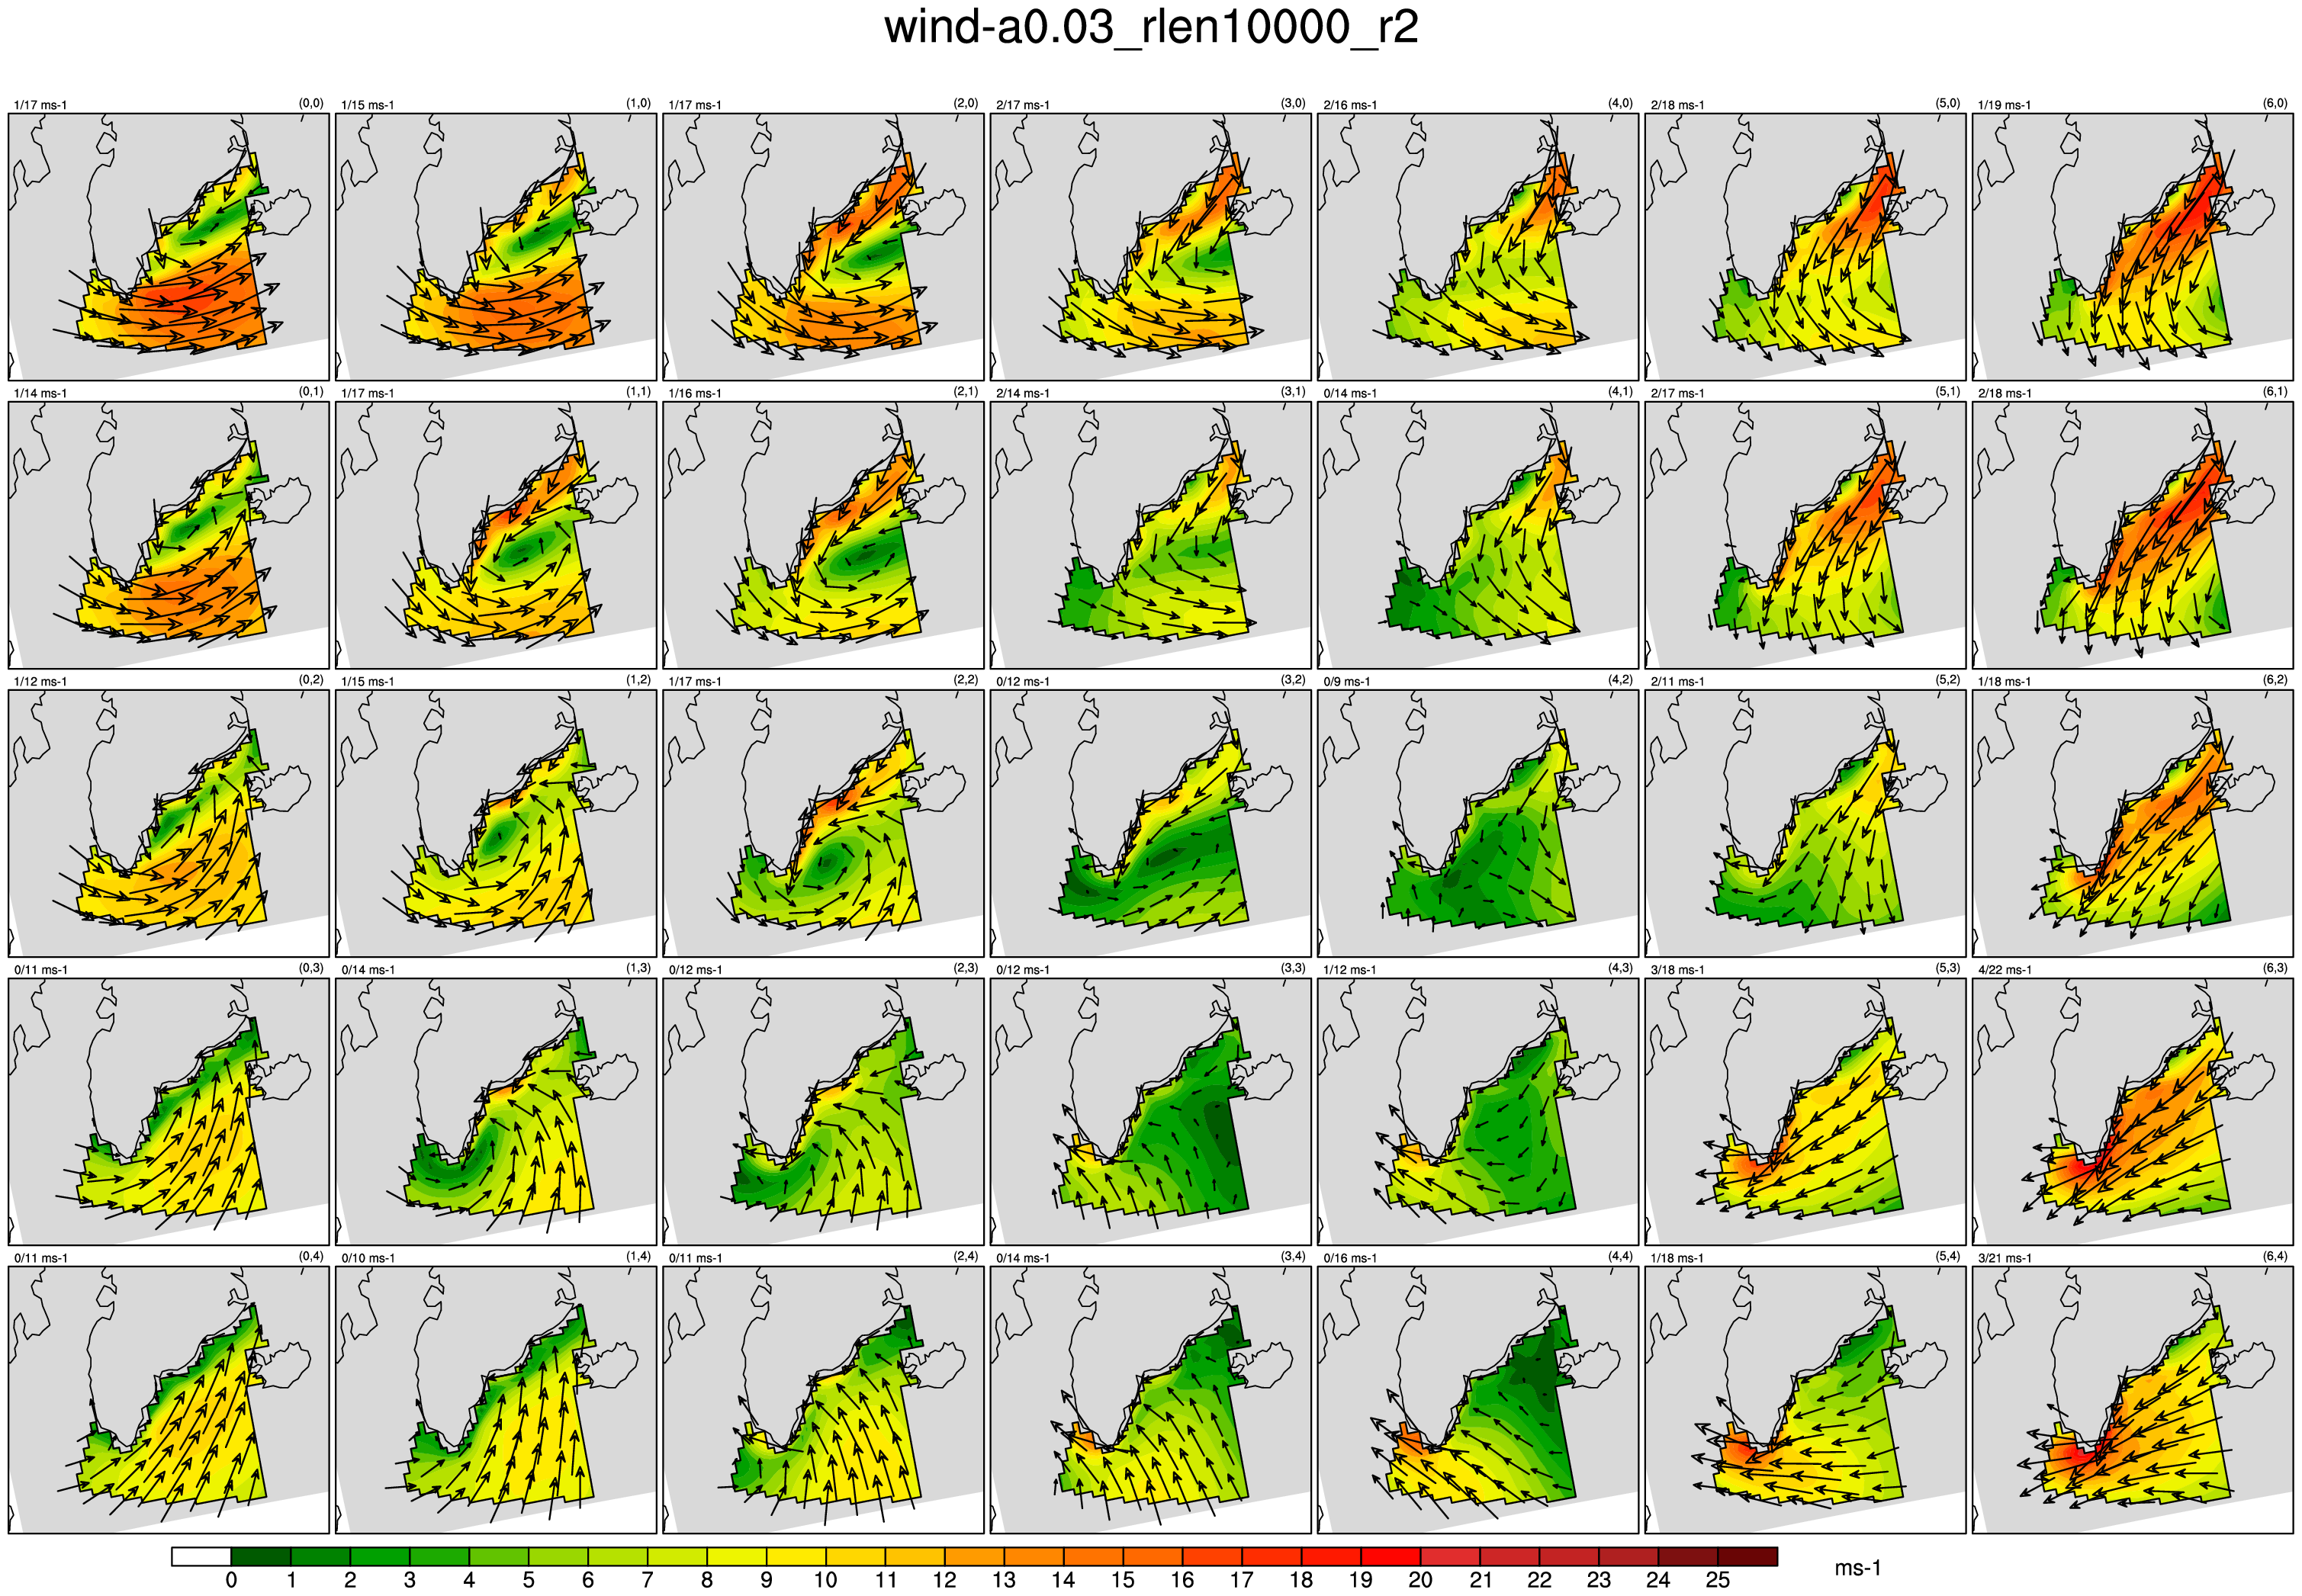 wind-a0.03_rlen10000_r2
1/17 ms-1 (0,0) 1/15 ms-1 (1,0) 1/17 ms-1 (2,0) 2/17 ms-1 (3,0) 2/16 ms-1 (4,0) 2/18 ms-1 (5,0) 1/19 ms-1 (6,0)
1/14 ms-1 (0,1) 1/17 ms-1 (1,1) 1/16 ms-1 (2,1) 2/14 ms-1 (3,1) 0/14 ms-1 (4,1) 2/17 ms-1 (5,1) 2/18 ms-1 (6,1)
1/12 ms-1 (0,2) 1/15 ms-1 (1,2) 1/17 ms-1 (2,2) 0/12 ms-1 (3,2) 0/9 ms-1 (4,2) 2/11 ms-1 (5,2) 1/18 ms-1 (6,2)
0/11 ms-1 (0,3) 0/14 ms-1 (1,3) 0/12 ms-1 (2,3) 0/12 ms-1 (3,3) 1/12 ms-1 (4,3) 3/18 ms-1 (5,3) 4/22 ms-1 (6,3)
0/11 ms-1 (0,4) 0/10 ms-1 (1,4) 0/11 ms-1 (2,4) 0/14 ms-1 (3,4) 0/16 ms-1 (4,4) 1/18 ms-1 (5,4) 3/21 ms-1 (6,4)
0 1 2 3 4 5 6 7 8 9 10 11 12 13 14 15 16 17 18 19 20 21 22 23 24 25 ms-1